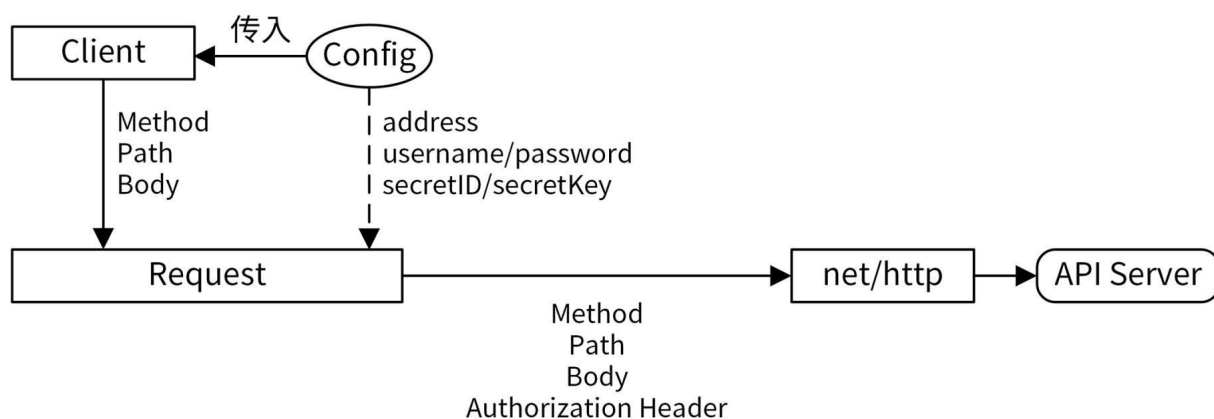 传入
Client
Config
Method
Path
Body
address
username/password
secretID/secretKey
Request
net/http
API Server
Method
Path
Body
Authorization Header